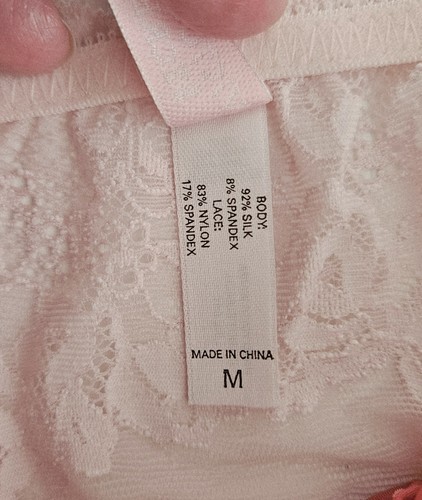 BODY:
92% SILK
8% SPANDEX
LACE:
83% NYLON
17% SPANDEX
MADE IN CHINA
M